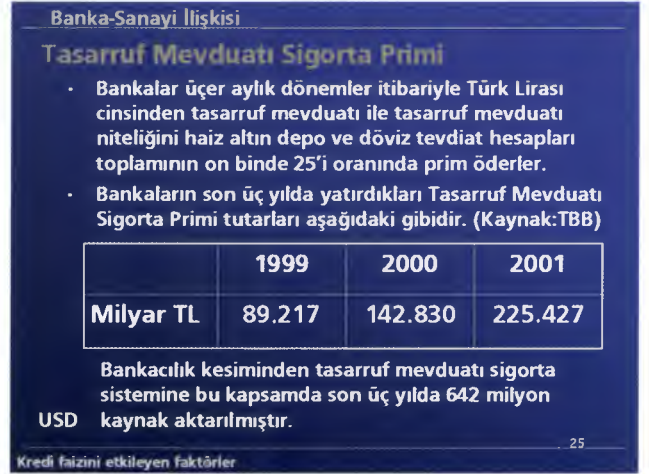 Banka-Sanayi İlişkisi
Tasarruf Mevduatı Sigorta Primi
• Bankalar üçer aylık dönemler itibariyle Türk Lirası
cinsinden tasarruf mevduatı ile tasarruf mevduatı
niteliğini haiz altın depo ve döviz tevdiat hesapları
toplamının on binde 25'i oranında prim öderler.
• Bankaların son üç yılda yatırdıkları Tasarruf Mevduatı
Sigorta Primi tutarları aşağıdaki gibidir. (Kaynak:TBB)
1999 2000 2001
Milyar TL 89.217 142.830 225.427
Bankacılık kesiminden tasarruf mevduatı sigorta
sistemine bu kapsamda son üç yılda 642 milyon
USD kaynak aktarılmıştır.
25
Kredi faizini etkileyen faktörler